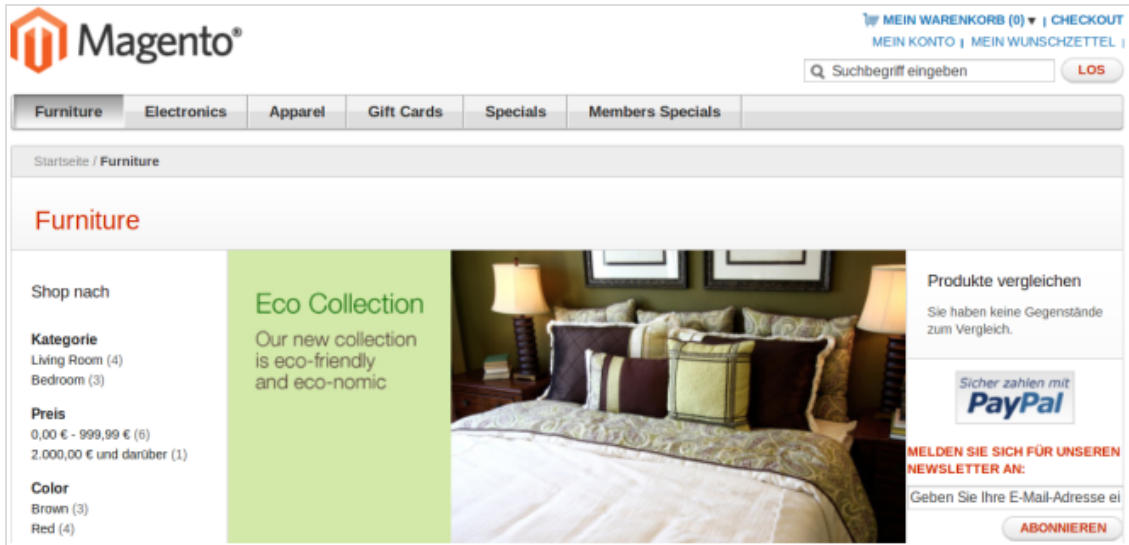 Magento®
MEIN WARENKORB (0) ▾ | CHECKOUT
MEIN KONTO | MEIN WUNSCHZETTEL |
Suchbegriff eingeben
LOS
Furniture
Electronics
Apparel
Gift Cards
Specials
Members Specials
Startseite / Furniture
Furniture
Shop nach
Kategorie
Living Room (4)
Bedroom (3)
Preis
0,00 € - 999,99 € (6)
2.000,00 € und darüber (1)
Color
Brown (3)
Red (4)
Eco Collection
Our new collection
is eco-friendly
and eco-nomic
Produkte vergleichen
Sie haben keine Gegenstände
zum Vergleich.
Sicher zahlen mit
PayPal
MELDEN SIE SICH FÜR UNSEREN
NEWSLETTER AN:
Geben Sie Ihre E-Mail-Adresse ei
ABONNIEREN